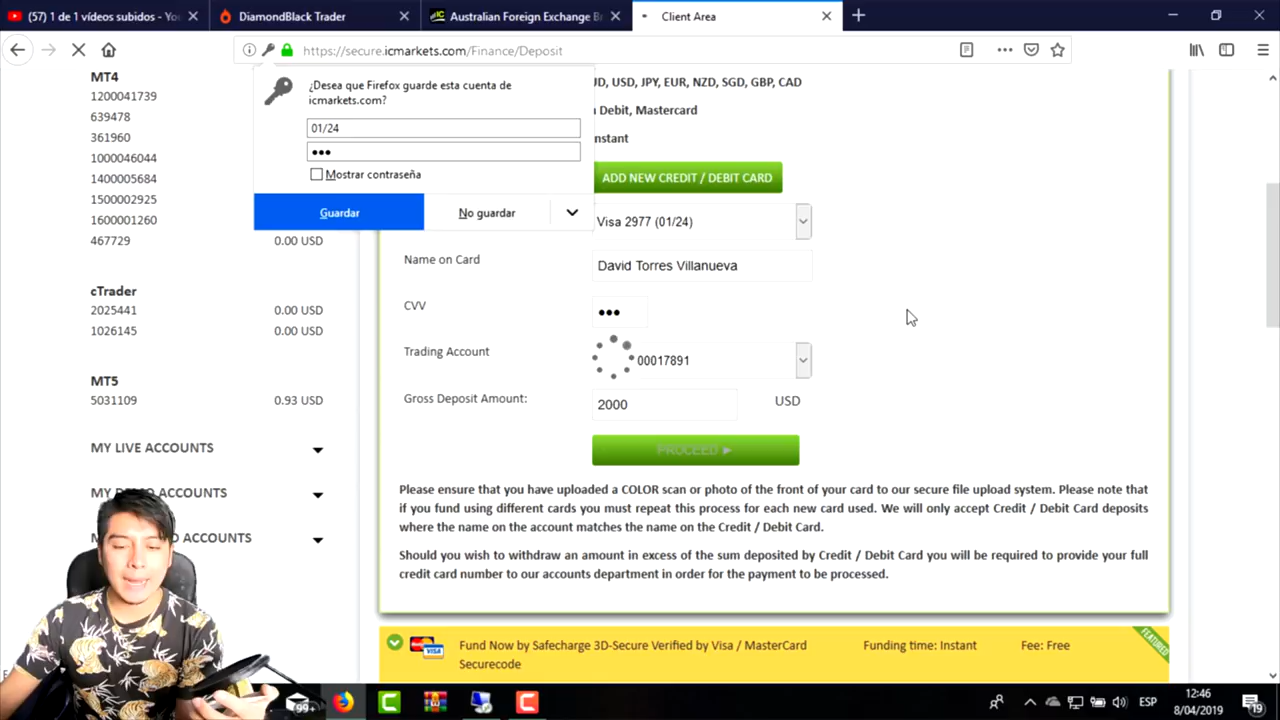 (57) 1 de 1 vídeos subidos - Yo
DiamondBlack Trader
Australian Foreign Exchange B
Client Area
https://secure.icmarkets.com/Finance/Deposit
MT4
1200041739
639478
361960
1000046044
1400005684
1500002925
1600001260
467729 0.00 USD
cTrader
2025441 0.00 USD
1026145 0.00 USD
MT5
5031109 0.93 USD
MY LIVE ACCOUNTS
ACCOUNTS
ACCOUNTS
¿Desea que Firefox guarde esta cuenta de
icmarkets.com?
01/24
•••
Mostrar contraseña
Guardar
No guardar
USD, JPY, EUR, NZD, SGD, GBP, CAD
Debit, Mastercard
nstant
ADD NEW CREDIT / DEBIT CARD
Visa 2977 (01/24)
Name on Card David Torres Villanueva
CVV •••
Trading Account 00017891
Gross Deposit Amount: 2000 USD
PROCEED ►
Please ensure that you have uploaded a COLOR scan or photo of the front of your card to our secure file upload system. Please note that
if you fund using different cards you must repeat this process for each new card used. We will only accept Credit / Debit Card deposits
where the name on the account matches the name on the Credit / Debit Card.
Should you wish to withdraw an amount in excess of the sum deposited by Credit / Debit Card you will be required to provide your full
credit card number to our accounts department in order for the payment to be processed.
VISA
Fund Now by Safecharge 3D-Secure Verified by Visa / MasterCard
Securecode
Funding time: Instant
Fee: Free
FEATURED
99+
ESP
12:46
8/04/2019
19